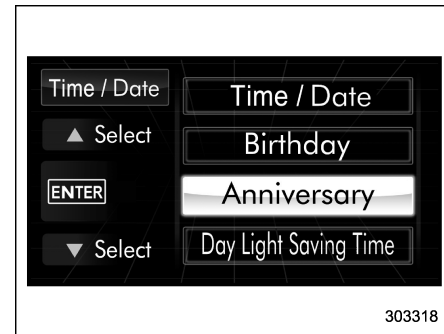 Time / Date
▲ Select
ENTER
▼ Select
Time / Date
Birthday
Anniversary
Day Light Saving Time
303318